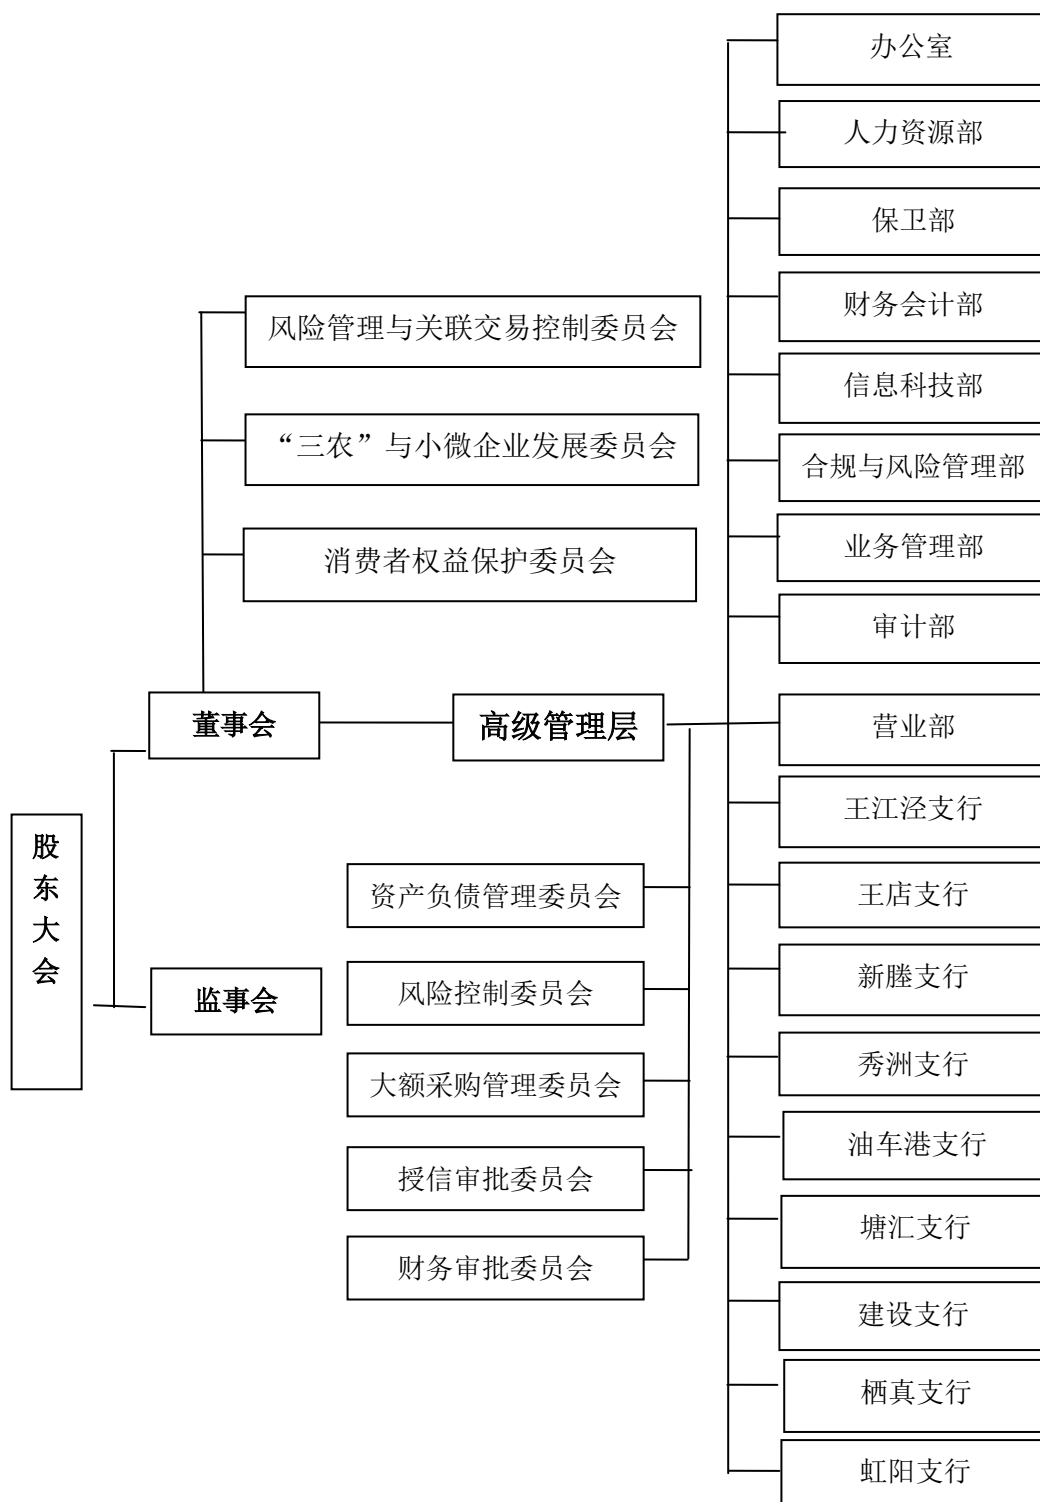 办公室
人力资源部
保卫部
财务会计部
信息科技部
合规与风险管理部
业务管理部
审计部
营业部
王江泾支行
王店支行
新塍支行
秀洲支行
油车港支行
塘汇支行
建设支行
栖真支行
虹阳支行
风险管理与关联交易控制委员会
“三农”与小微企业发展委员会
消费者权益保护委员会
董事会
高级管理层
股东大会
监事会
资产负债管理委员会
风险控制委员会
大额采购管理委员会
授信审批委员会
财务审批委员会